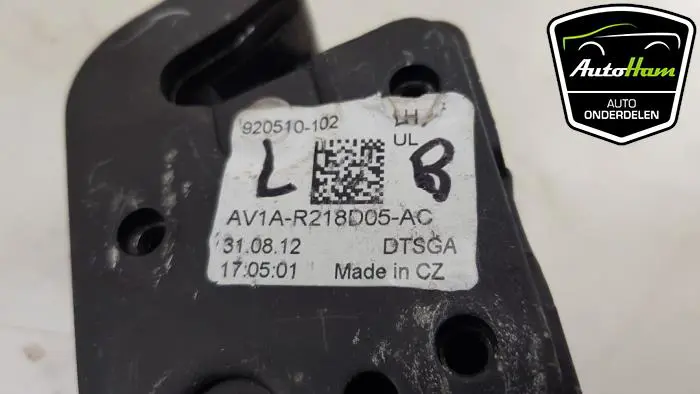 AutoHam
AUTO
ONDERDELEN
920510-102
LH
UL
L
B
AV1A-R218D05-AC
31.08.12 DTSGA
17:05:01 Made in CZ